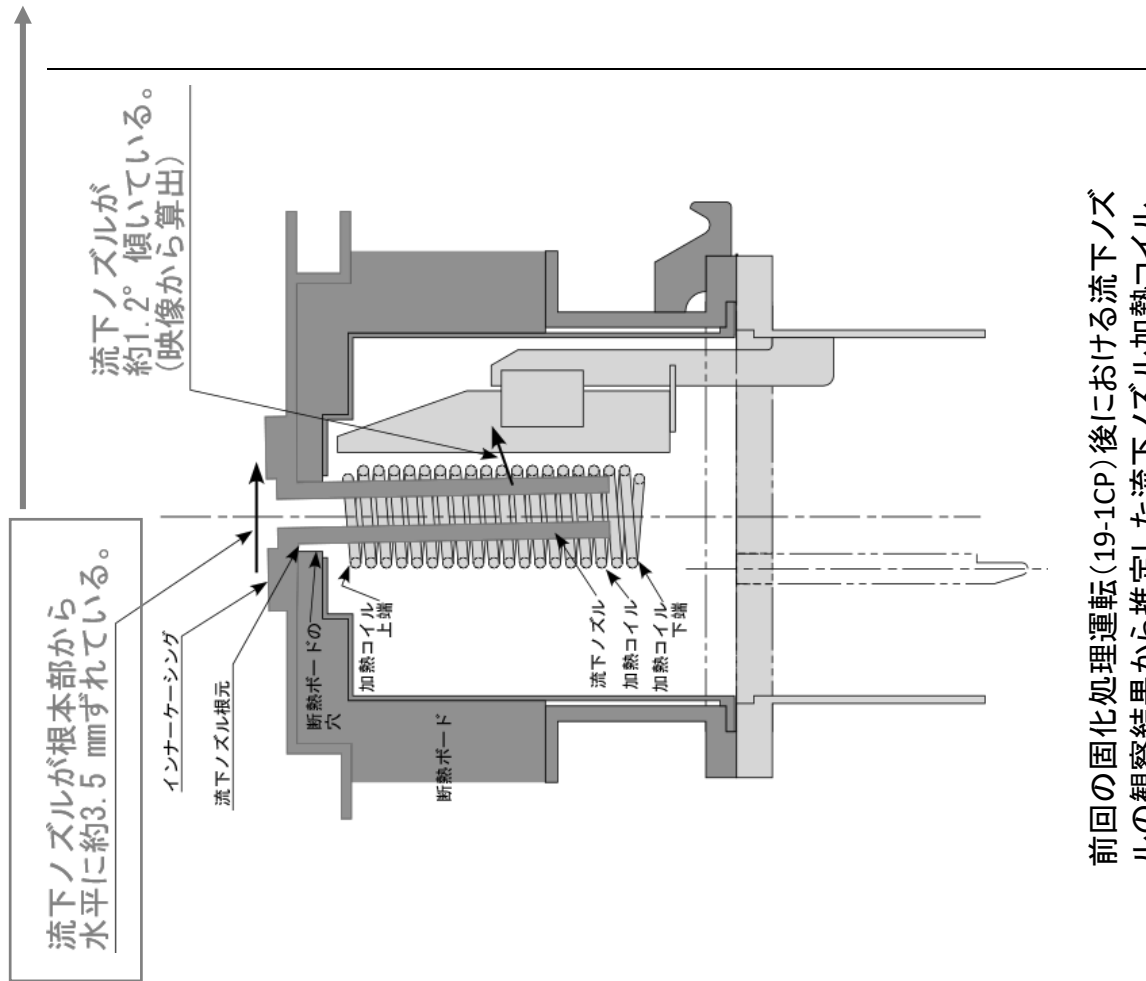 流下ノズルが根本部から
水平に約3.5 mmずれている。
流下ノズルが
約1.2° 傾いている。
(映像から算出)
インナーケーシング
流下ノズル根元
断熱ボードの
穴
加熱コイル
上端
断熱ボード
流下ノズル
加熱コイル
加熱コイル
下端
前回の固化処理運転(19-1CP)後における流下ノズ
ルの観察結果から推定した流下ノズル加熱コイル